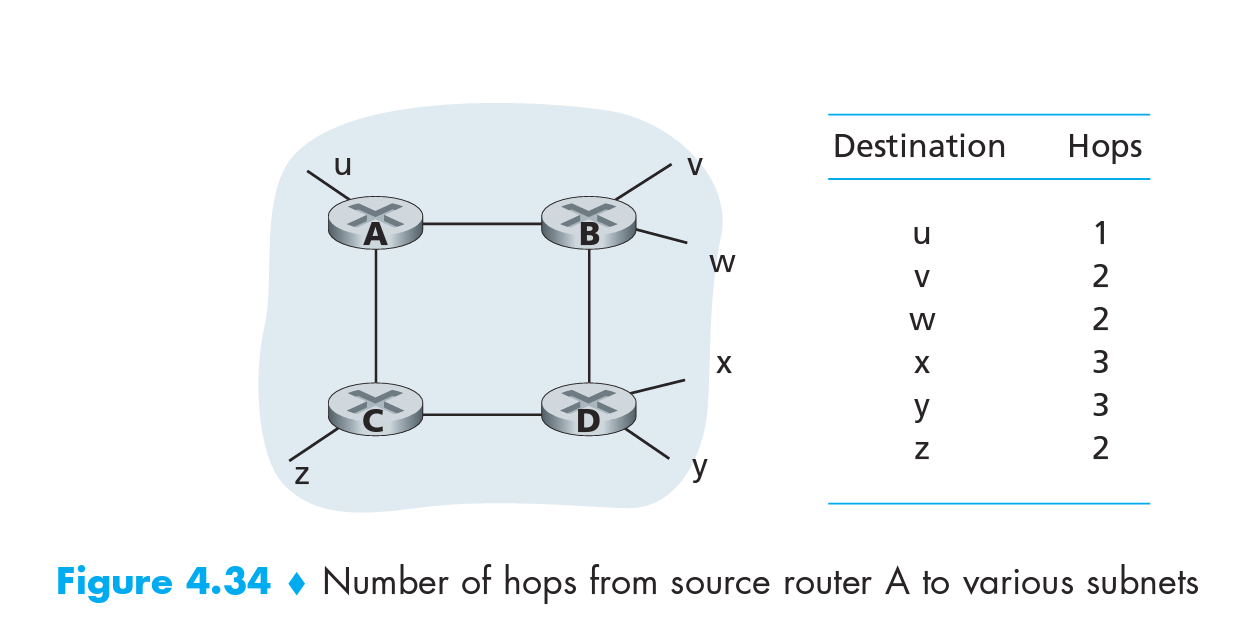 u
v
A
B
w
x
C
D
z
y
Destination Hops
u 1
v 2
w 2
x 3
y 3
z 2
Figure 4.34 ♦ Number of hops from source router A to various subnets